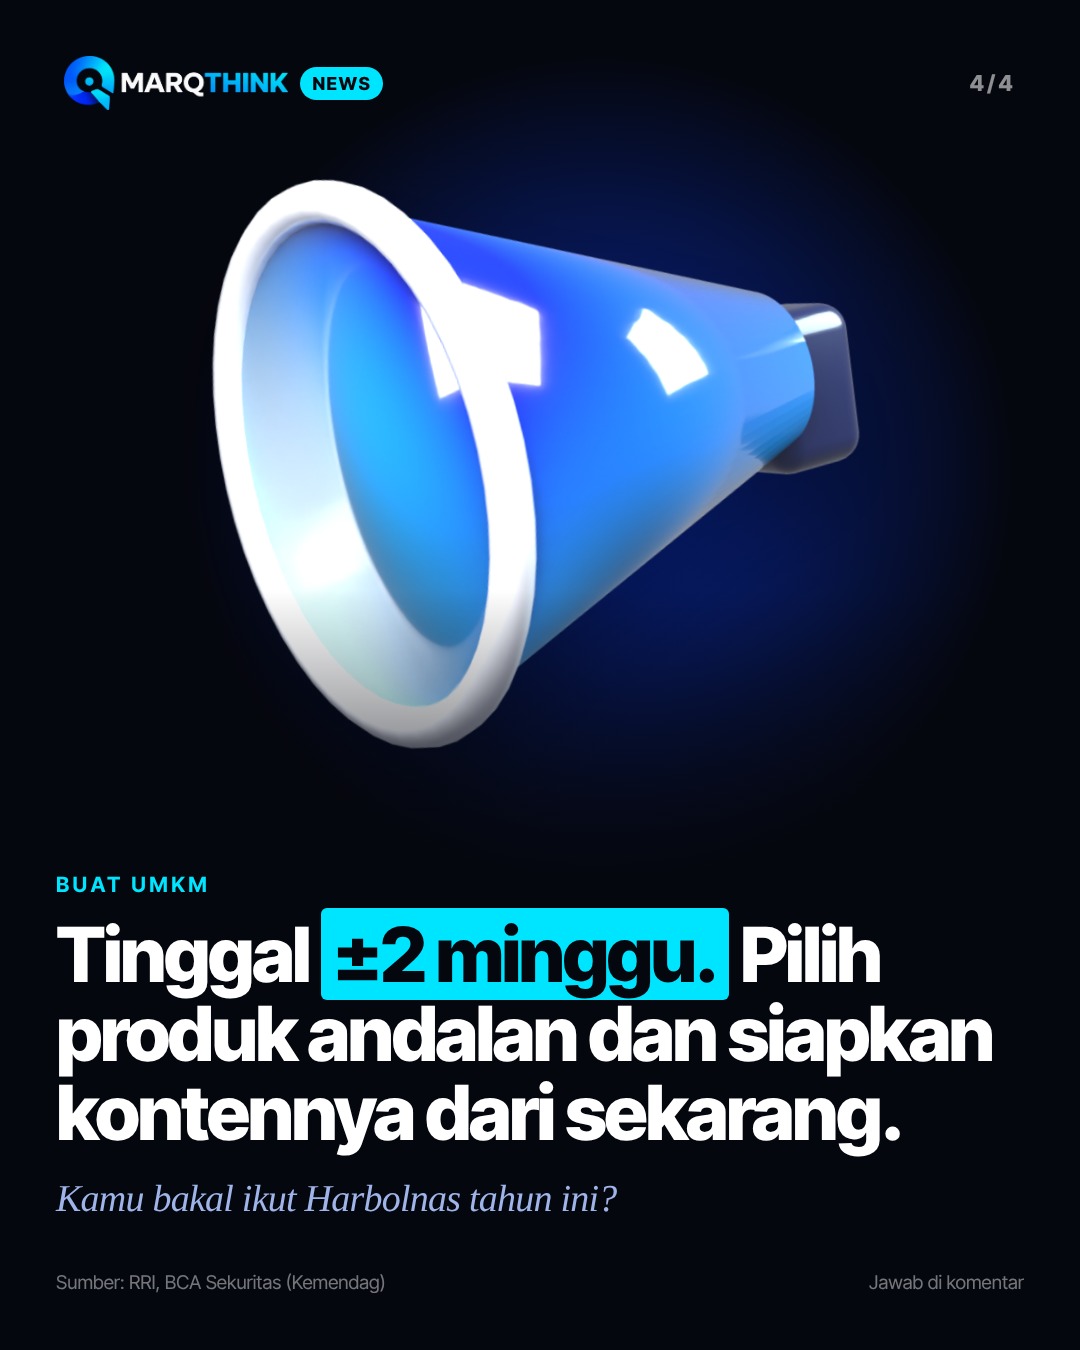 MARQTHINK NEWS
4/4
BUAT UMKM
Tinggal ±2 minggu. Pilih
produk andalan dan siapkan
kontennya dari sekarang.
Kamu bakal ikut Harbolnas tahun ini?
Sumber: RRI, BCA Sekuritas (Kemendag)
Jawab di komentar